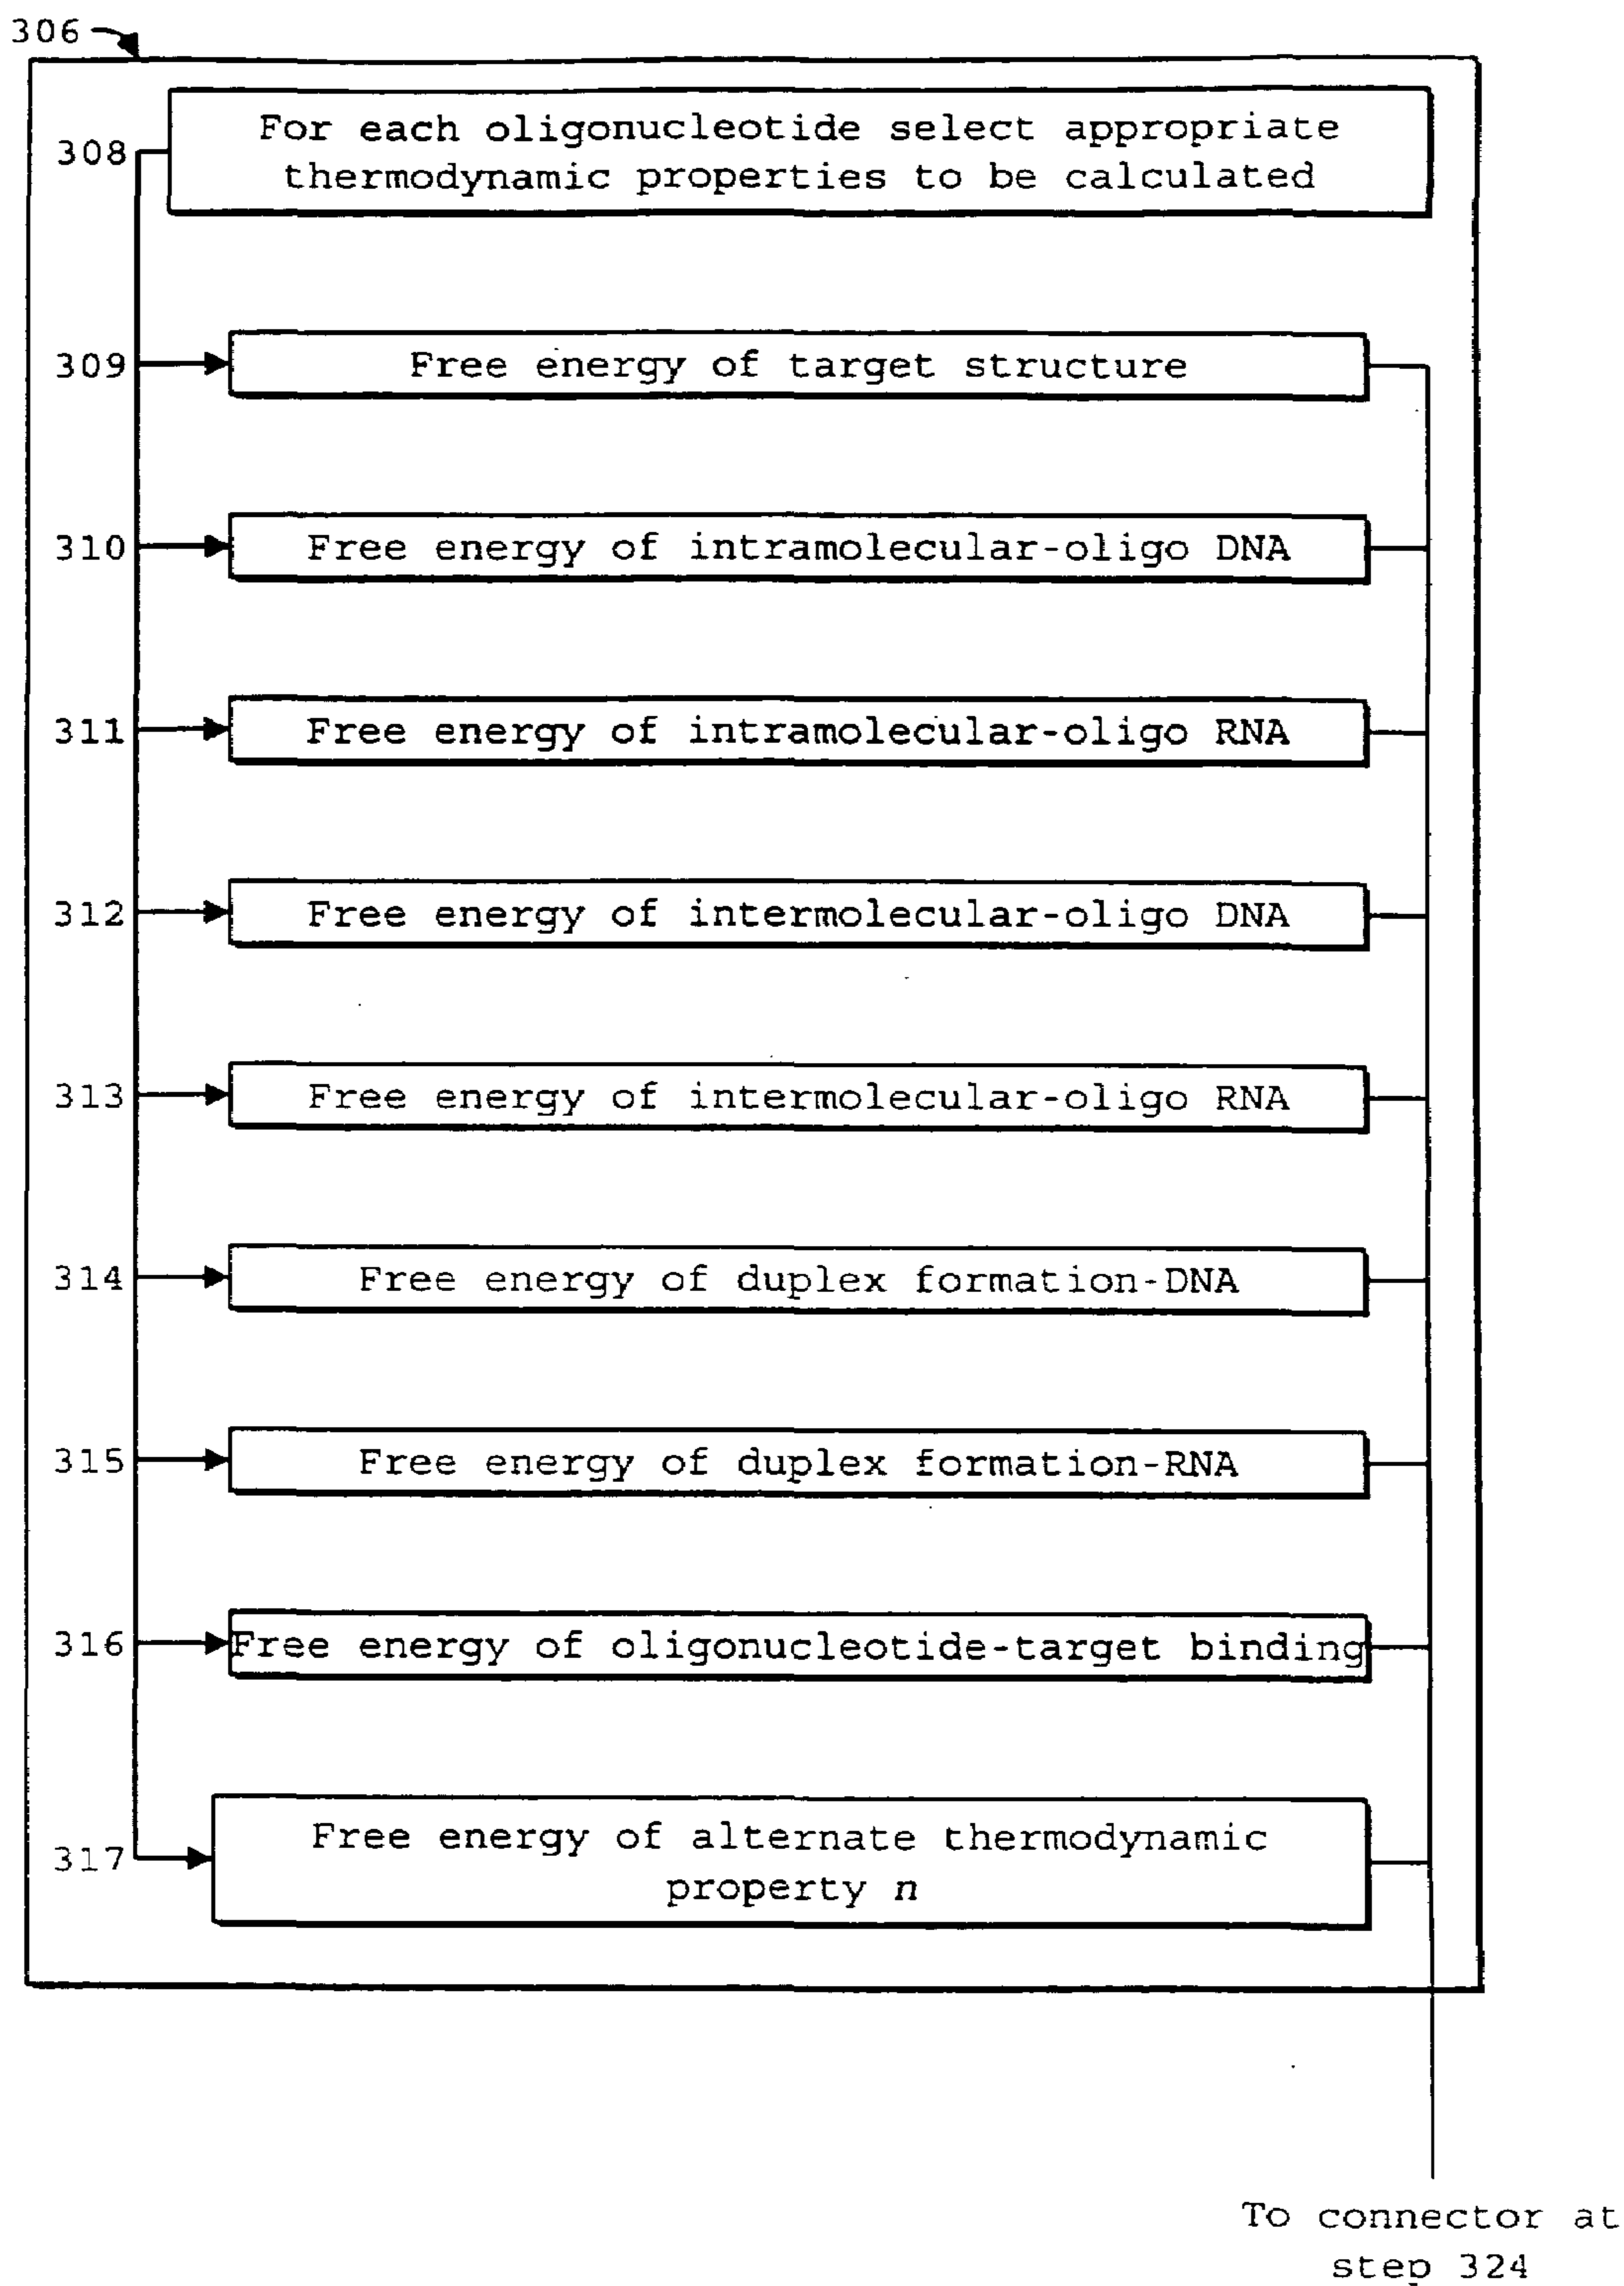 306
308
For each oligonucleotide select appropriate
thermodynamic properties to be calculated
309
Free energy of target structure
310
Free energy of intramolecular-oligo DNA
311
Free energy of intramolecular-oligo RNA
312
Free energy of intermolecular-oligo DNA
313
Free energy of intermolecular-oligo RNA
314
Free energy of duplex formation-DNA
315
Free energy of duplex formation-RNA
316
Free energy of oligonucleotide-target binding
317
Free energy of alternate thermodynamic
property n
To connector at
step 324